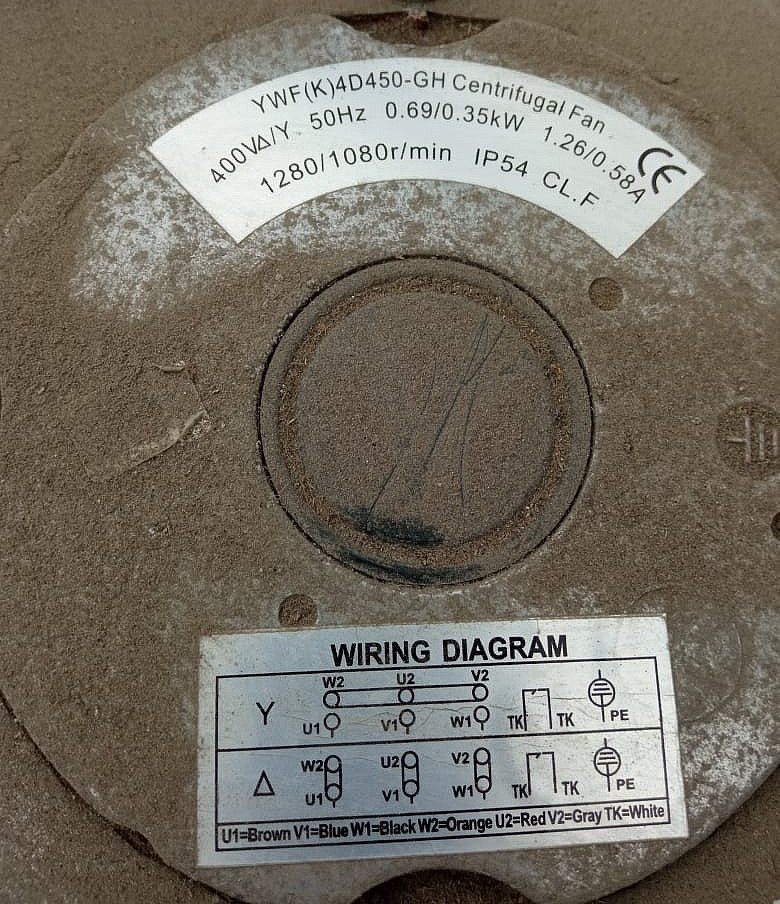 YWF(K)4D450-GH Centrifugal Fan
400V∆/Y 50Hz 0.69/0.35kW 1.26/0.58A CE
1280/1080r/min IP54 CL.F
WIRING DIAGRAM
W2 U2 V2
Y U1 V1 W1 TK TK PE
W2 U2 V2
∆ U1 V1 W1 TK TK PE
U1=Brown V1=Blue W1=Black W2=Orange U2=Red V2=Gray TK=White